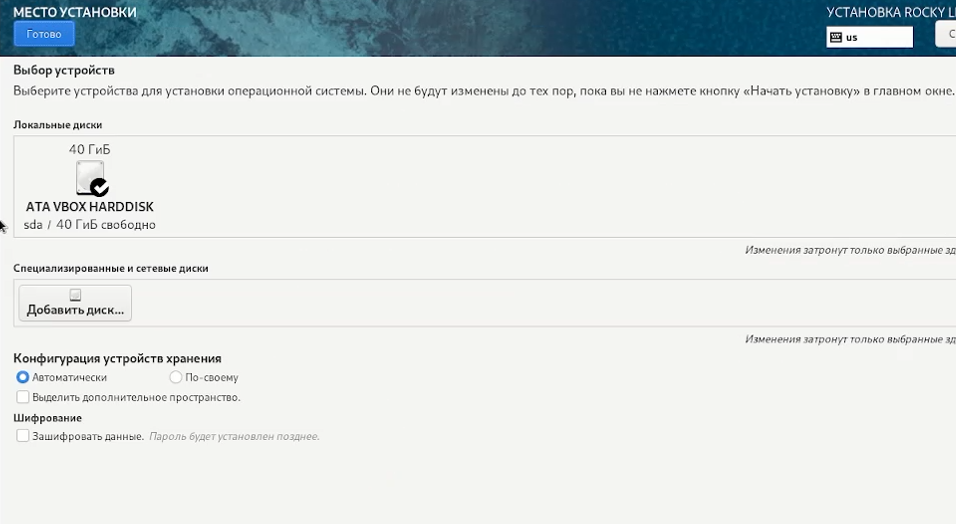 МЕСТО УСТАНОВКИ
УСТАНОВКА ROCKY
Готово
us
Выбор устройств
Выберите устройства для установки операционной системы. Они не будут изменены до тех пор, пока вы не нажмете кнопку «Начать установку» в главном окне.
Локальные диски
40 ГиБ
ATA VBOX HARDDISK
sda / 40 ГиБ свободно
Изменения затронут только выбранные
Специализированные и сетевые диски
Добавить диск...
Изменения затронут только выбранные
Конфигурация устройств хранения
Автоматически По-своему
Выделить дополнительное пространство.
Шифрование
Зашифровать данные. Пароль будет установлен позднее.